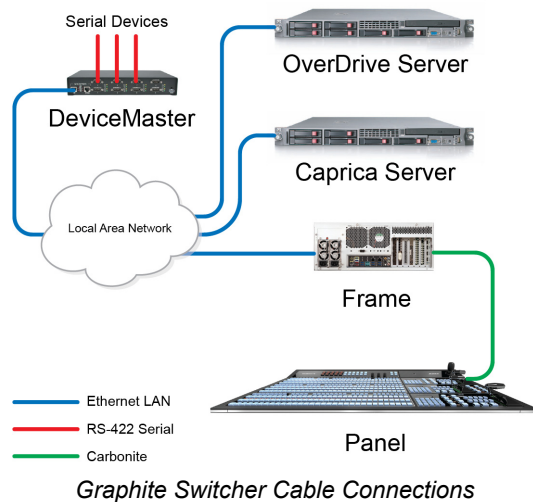 Serial Devices
OverDrive Server
DeviceMaster
Caprica Server
Local Area Network
Frame
Ethernet LAN
RS-422 Serial
Carbonite
Panel
Graphite Switcher Cable Connections